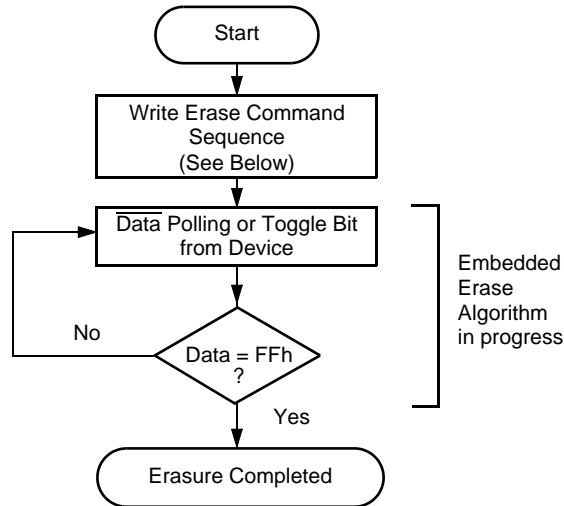 Start
Write Erase Command
Sequence
(See Below)
Data Polling or Toggle Bit
from Device
Embedded
Erase
Algorithm
in progress
No
Data = FFh
?
Yes
Erasure Completed